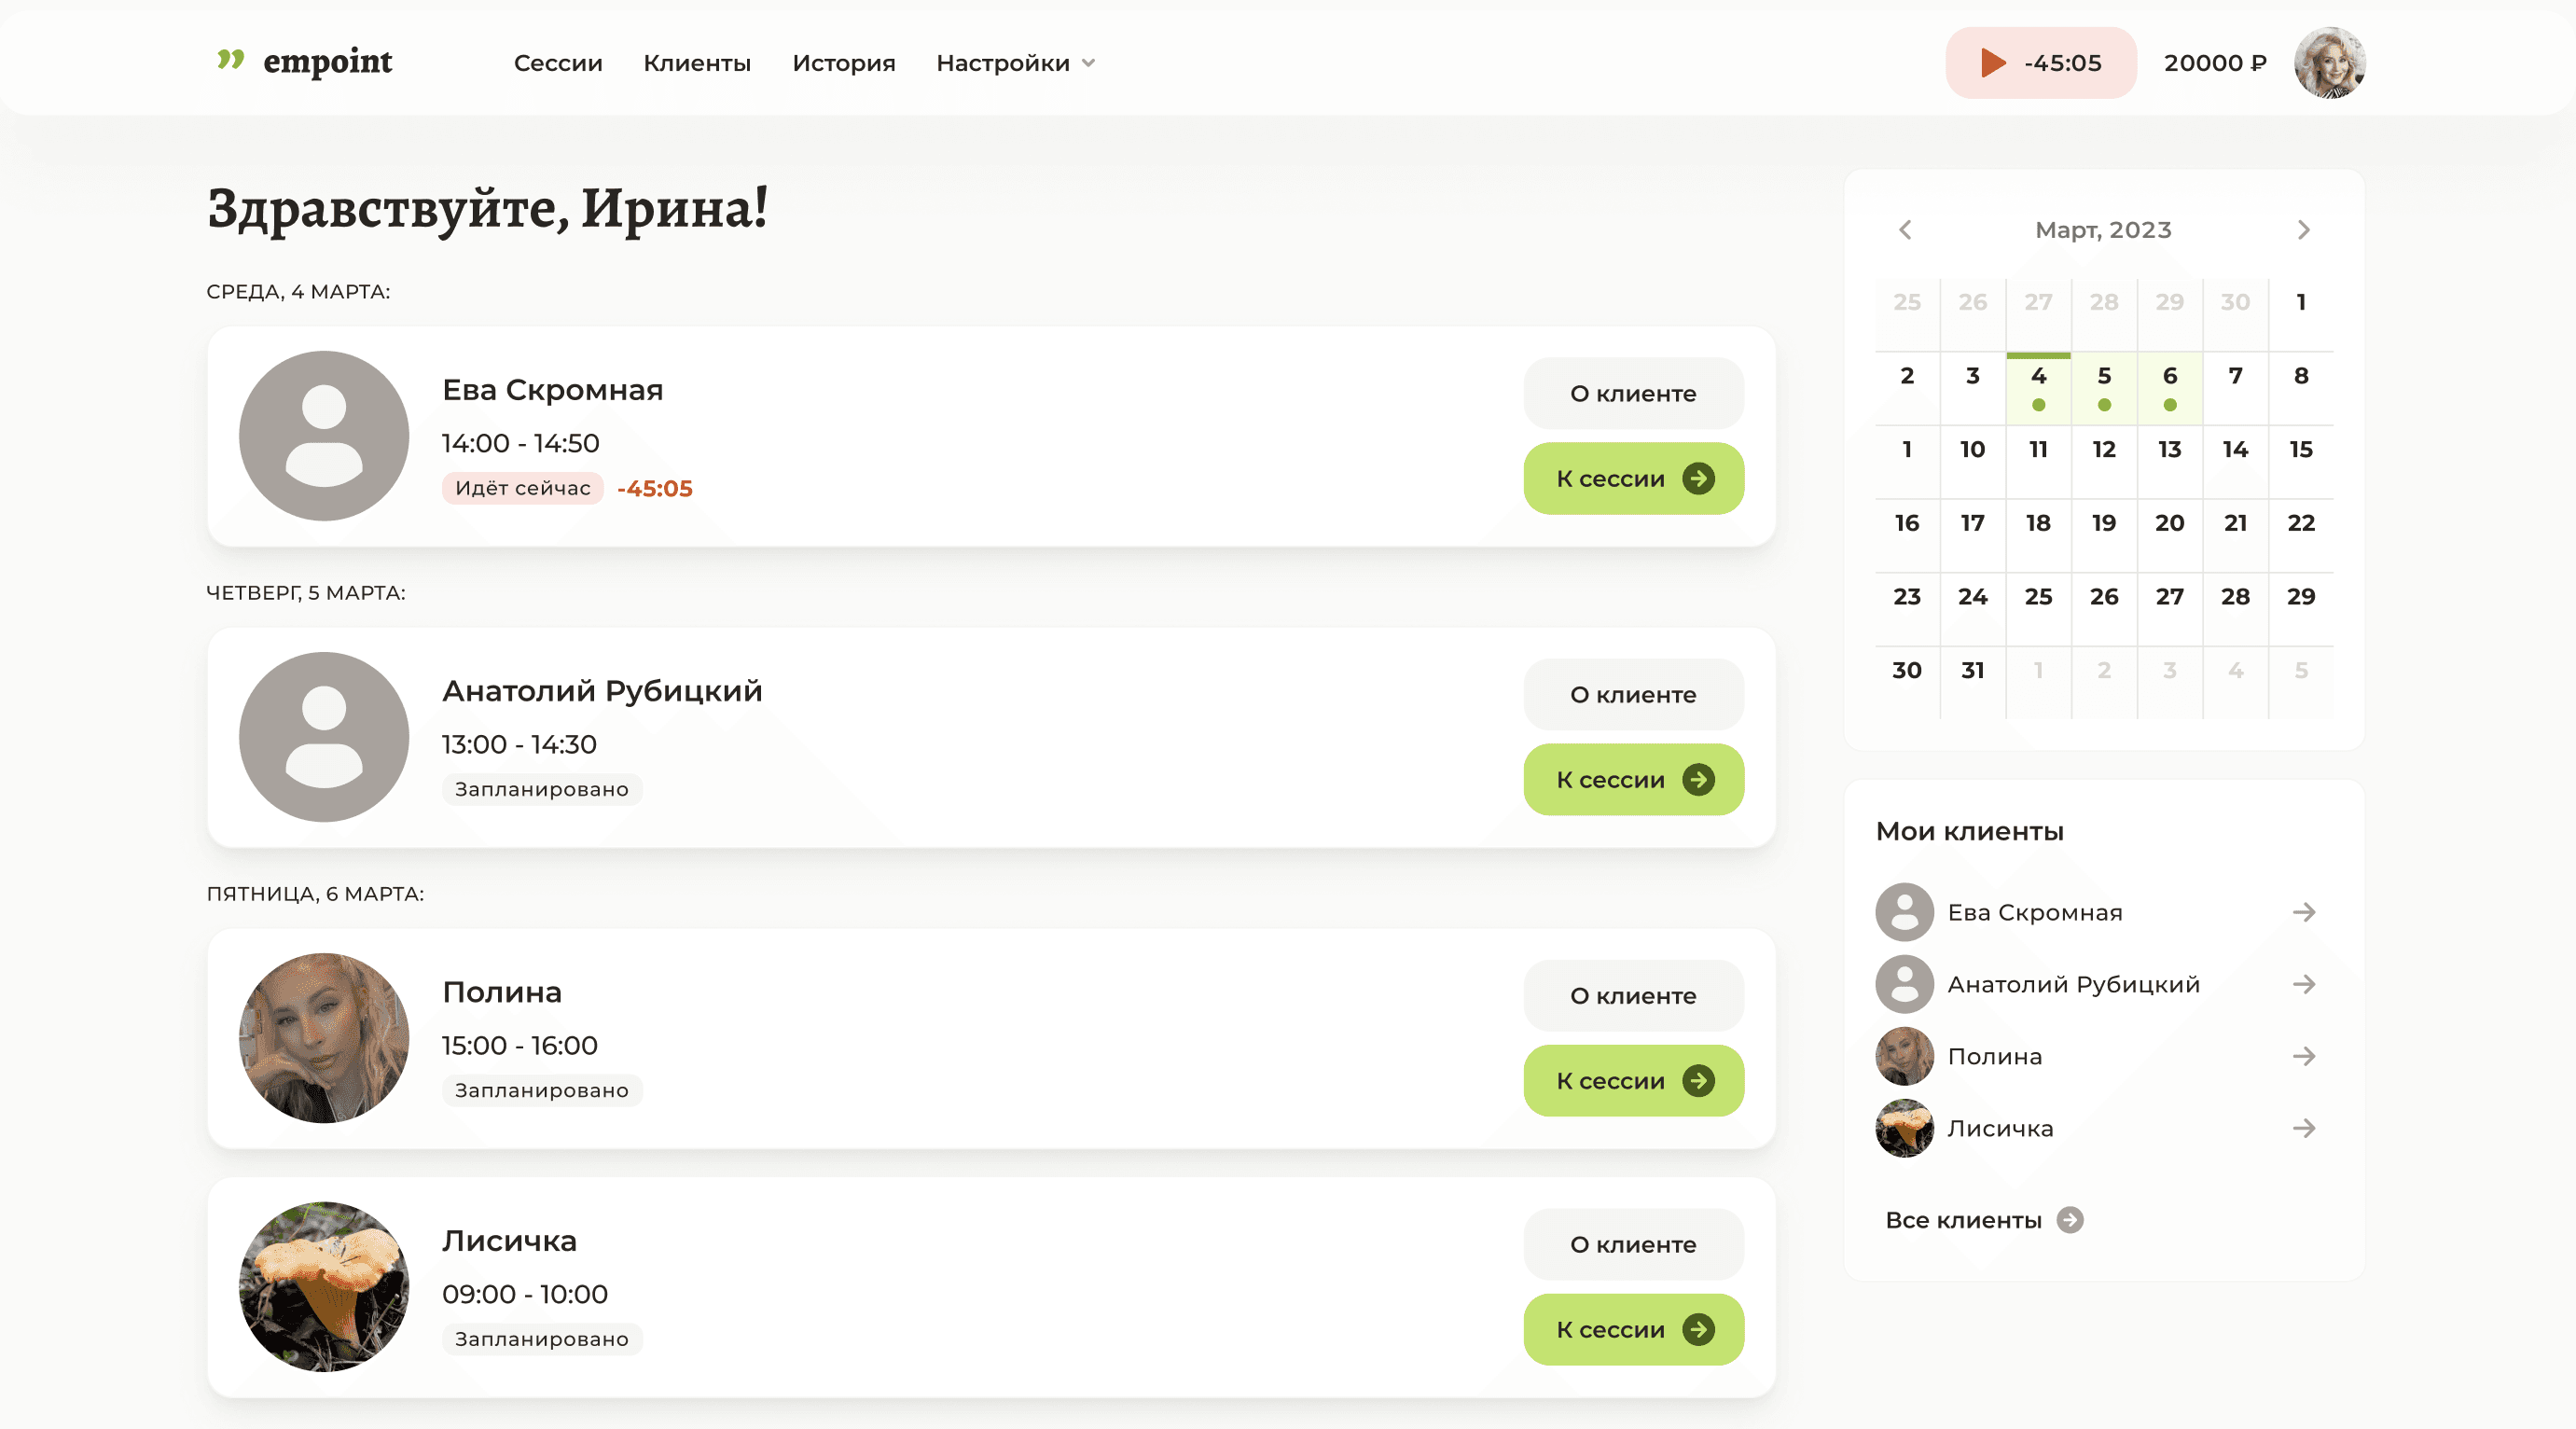 empoint
Сессии
Клиенты
История
Настройки
-45:05
20000 ₽
Здравствуйте, Ирина!
СРЕДА, 4 МАРТА:
Ева Скромная
14:00 - 14:50
Идёт сейчас -45:05
О клиенте
К сессии
ЧЕТВЕРГ, 5 МАРТА:
Анатолий Рубицкий
13:00 - 14:30
Запланировано
О клиенте
К сессии
ПЯТНИЦА, 6 МАРТА:
Полина
15:00 - 16:00
Запланировано
О клиенте
К сессии
Лисичка
09:00 - 10:00
Запланировано
О клиенте
К сессии
Март, 2023
25 26 27 28 29 30 1
2 3 4 5 6 7 8
1 10 11 12 13 14 15
16 17 18 19 20 21 22
23 24 25 26 27 28 29
30 31 1 2 3 4 5
Мои клиенты
Ева Скромная
Анатолий Рубицкий
Полина
Лисичка
Все клиенты